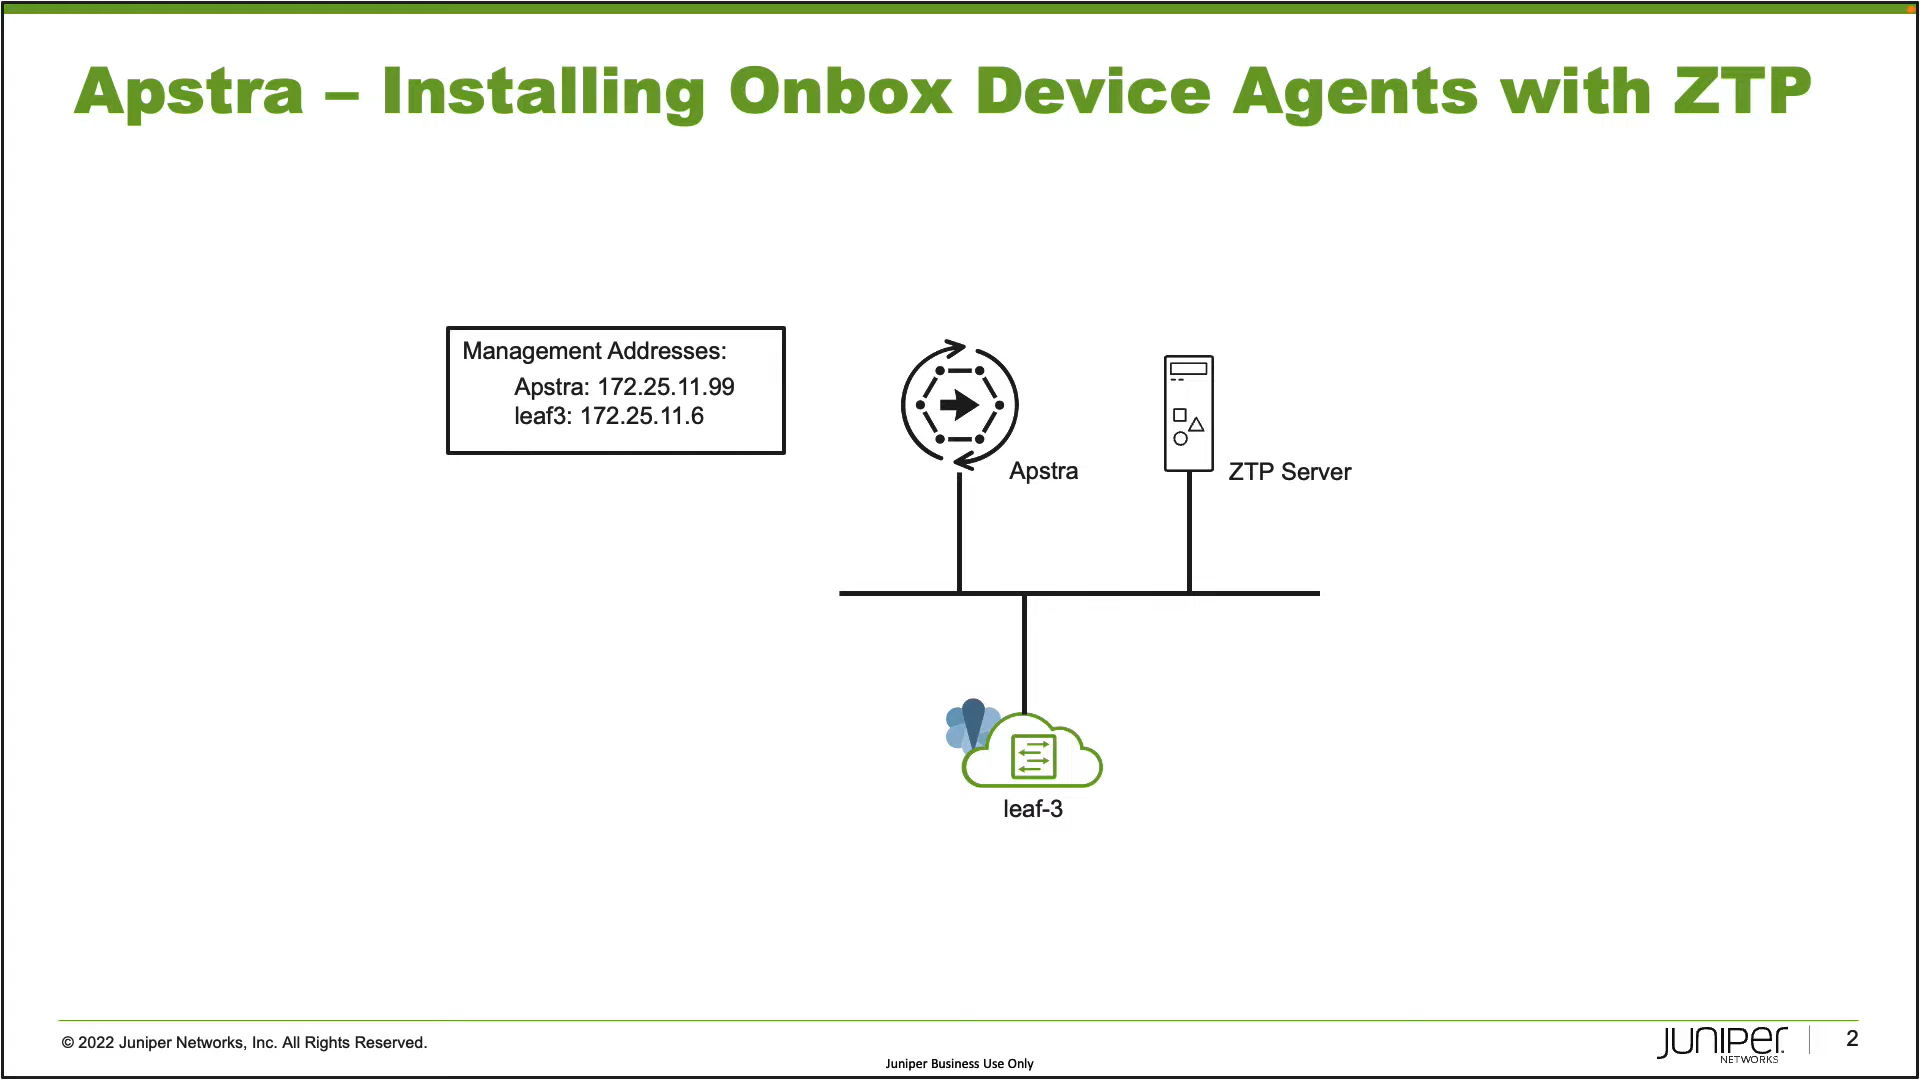 Apstra – Installing Onbox Device Agents with ZTP
Management Addresses:
Apstra: 172.25.11.99
leaf3: 172.25.11.6
Apstra
ZTP Server
leaf-3
© 2022 Juniper Networks, Inc. All Rights Reserved.
Juniper Business Use Only
JUNIPER
NETWORKS
2